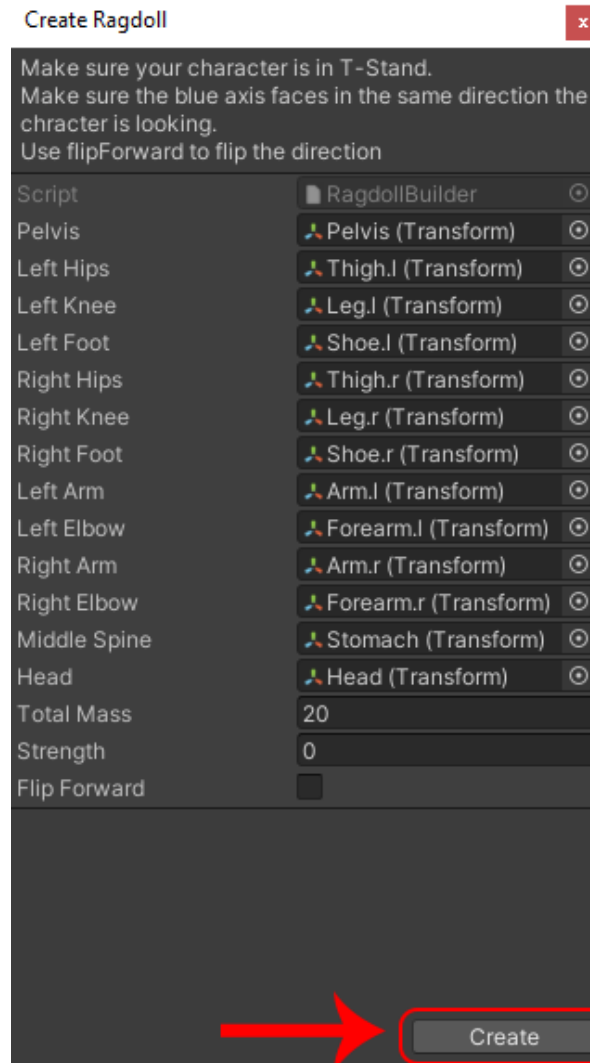 Create Ragdoll
x
Make sure your character is in T-Stand.
Make sure the blue axis faces in the same direction the
chracter is looking.
Use flipForward to flip the direction
Script RagdollBuilder
Pelvis Pelvis (Transform)
Left Hips Thigh.l (Transform)
Left Knee Leg.l (Transform)
Left Foot Shoe.l (Transform)
Right Hips Thigh.r (Transform)
Right Knee Leg.r (Transform)
Right Foot Shoe.r (Transform)
Left Arm Arm.l (Transform)
Left Elbow Forearm.l (Transform)
Right Arm Arm.r (Transform)
Right Elbow Forearm.r (Transform)
Middle Spine Stomach (Transform)
Head Head (Transform)
Total Mass 20
Strength 0
Flip Forward
Create